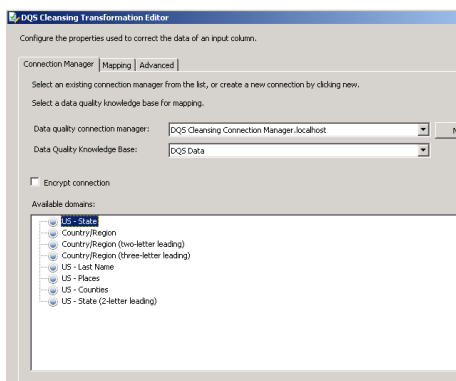 DQS Cleansing Transformation Editor
Configure the properties used to correct the data of an input column.
Connection Manager Mapping Advanced
Select an existing connection manager from the list, or create a new connection by clicking new.
Select a data quality knowledge base for mapping.
Data quality connection manager: DQS Cleansing Connection Manager.localhost N
Data Quality Knowledge Base: DQS Data
Encrypt connection
Available domains:
US - State
Country/Region
Country/Region (two-letter leading)
Country/Region (three-letter leading)
US - Last Name
US - Places
US - Counties
US - State (2-letter leading)